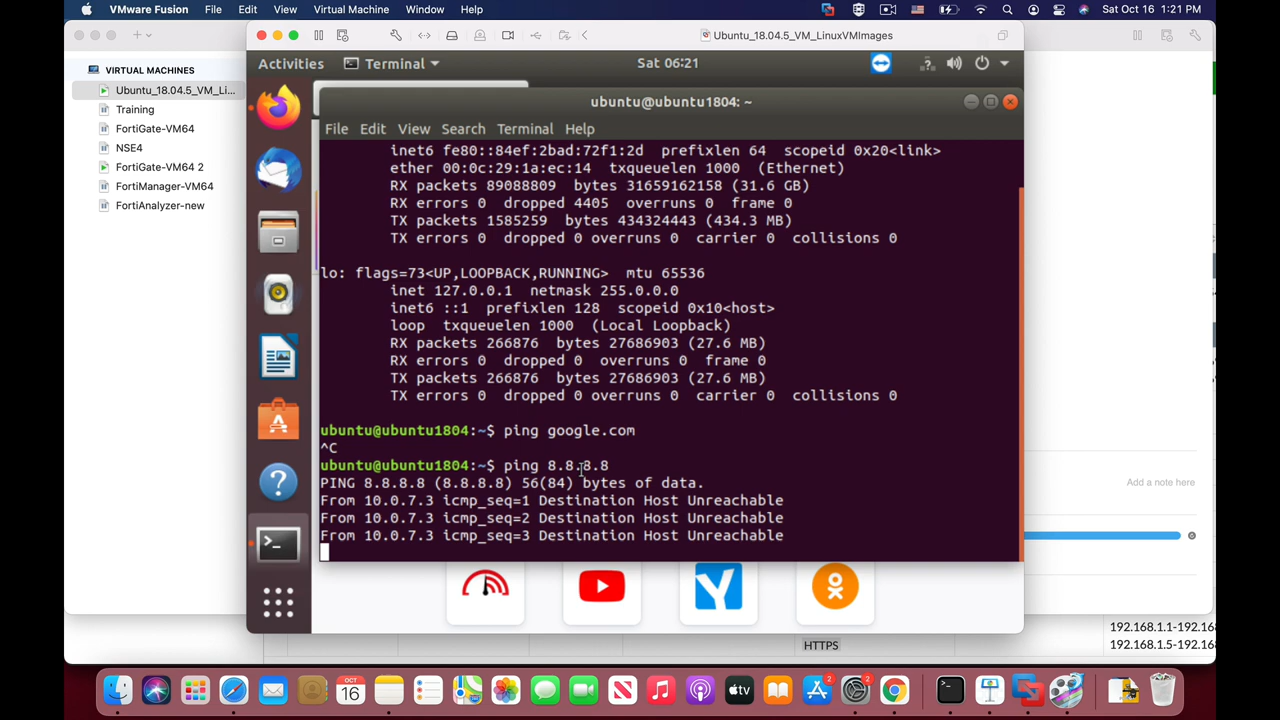 VMware Fusion File Edit View Virtual Machine Window Help Sat Oct 16 1:21 PM
Ubuntu_18.04.5_VM_LinuxVMImages
VIRTUAL MACHINES
Ubuntu_18.04.5_VM_Li...
Training
FortiGate-VM64
NSE4
FortiGate-VM64 2
FortiManager-VM64
FortiAnalyzer-new
Activities Terminal Sat 06:21
ubuntu@ubuntu1804: ~
File Edit View Search Terminal Help
inet6 fe80::84ef:2bad:72f1:2d prefixlen 64 scopeid 0x20<link>
ether 00:0c:29:1a:ec:14 txqueuelen 1000 (Ethernet)
RX packets 89088809 bytes 31659162158 (31.6 GB)
RX errors 0 dropped 4405 overruns 0 frame 0
TX packets 1585259 bytes 434324443 (434.3 MB)
TX errors 0 dropped 0 overruns 0 carrier 0 collisions 0
lo: flags=73<UP,LOOPBACK,RUNNING> mtu 65536
inet 127.0.0.1 netmask 255.0.0.0
inet6 ::1 prefixlen 128 scopeid 0x10<host>
loop txqueuelen 1000 (Local Loopback)
RX packets 266876 bytes 27686903 (27.6 MB)
RX errors 0 dropped 0 overruns 0 frame 0
TX packets 266876 bytes 27686903 (27.6 MB)
TX errors 0 dropped 0 overruns 0 carrier 0 collisions 0
ubuntu@ubuntu1804:~$ ping google.com
^C
ubuntu@ubuntu1804:~$ ping 8.8.8.8
PING 8.8.8.8 (8.8.8.8) 56(84) bytes of data.
From 10.0.7.3 icmp_seq=1 Destination Host Unreachable
From 10.0.7.3 icmp_seq=2 Destination Host Unreachable
From 10.0.7.3 icmp_seq=3 Destination Host Unreachable
Add a note here
HTTPS
192.168.1.1-192.168
192.168.1.5-192.168
OCT
16
tv
2
2